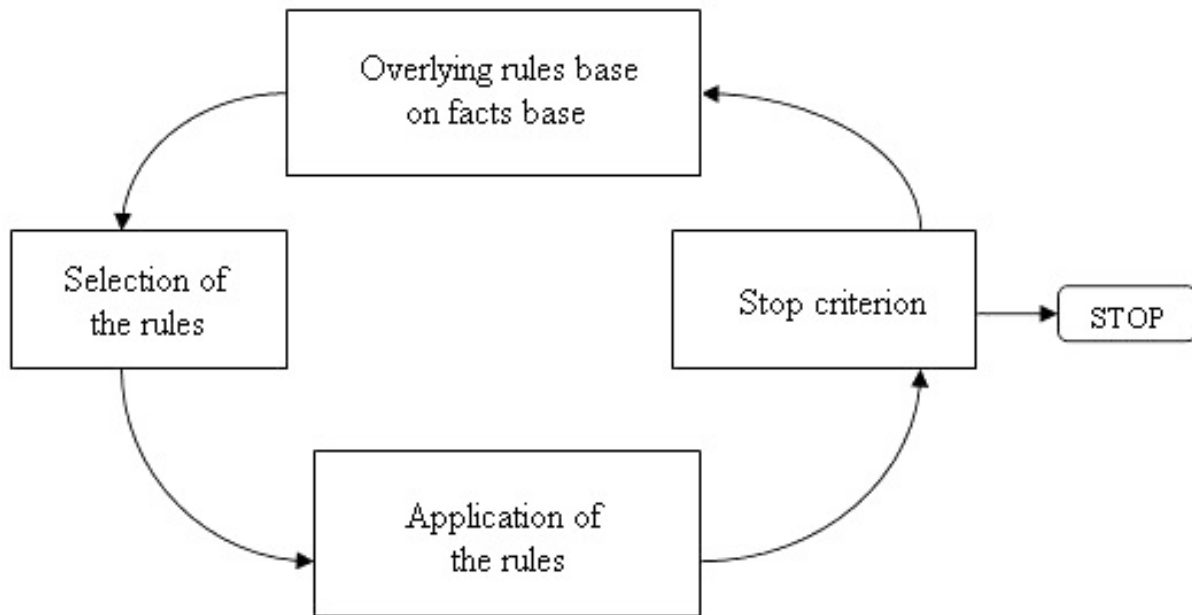 Overlying rules base
on facts base
Selection of
the rules
Stop criterion
STOP
Application of
the rules